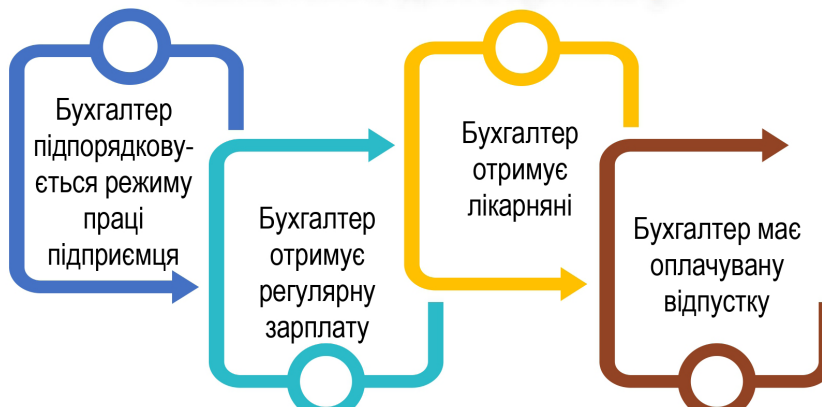 Бухгалтер
підпорядкову-
ється режиму
праці
підприємця
Бухгалтер
отримує
регулярну
зарплату
Бухгалтер
отримує
лікарняні
Бухгалтер має
оплачувану
відпустку